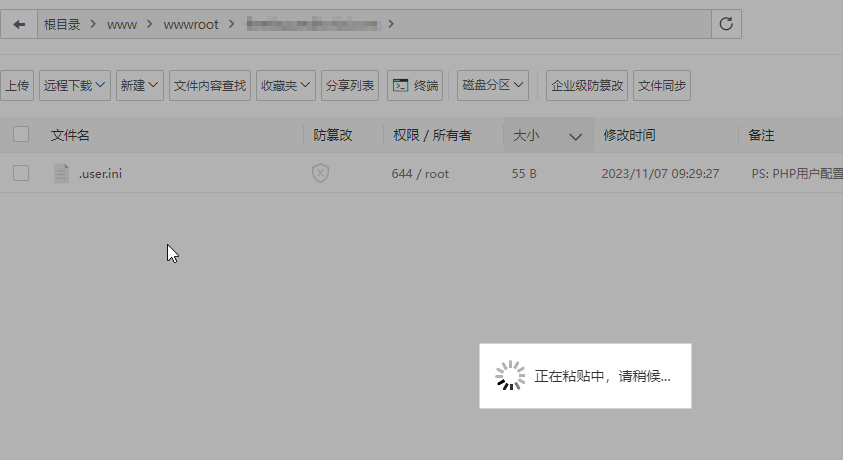 根目录 www wwwroot
上传 远程下载 新建 文件内容查找 收藏夹 分享列表 终端 磁盘分区 企业级防篡改 文件同步
文件名 防篡改 权限 / 所有者 大小 修改时间 备注
.user.ini 644 / root 55 B 2023/11/07 09:29:27 PS: PHP用户配置
正在粘贴中，请稍候...